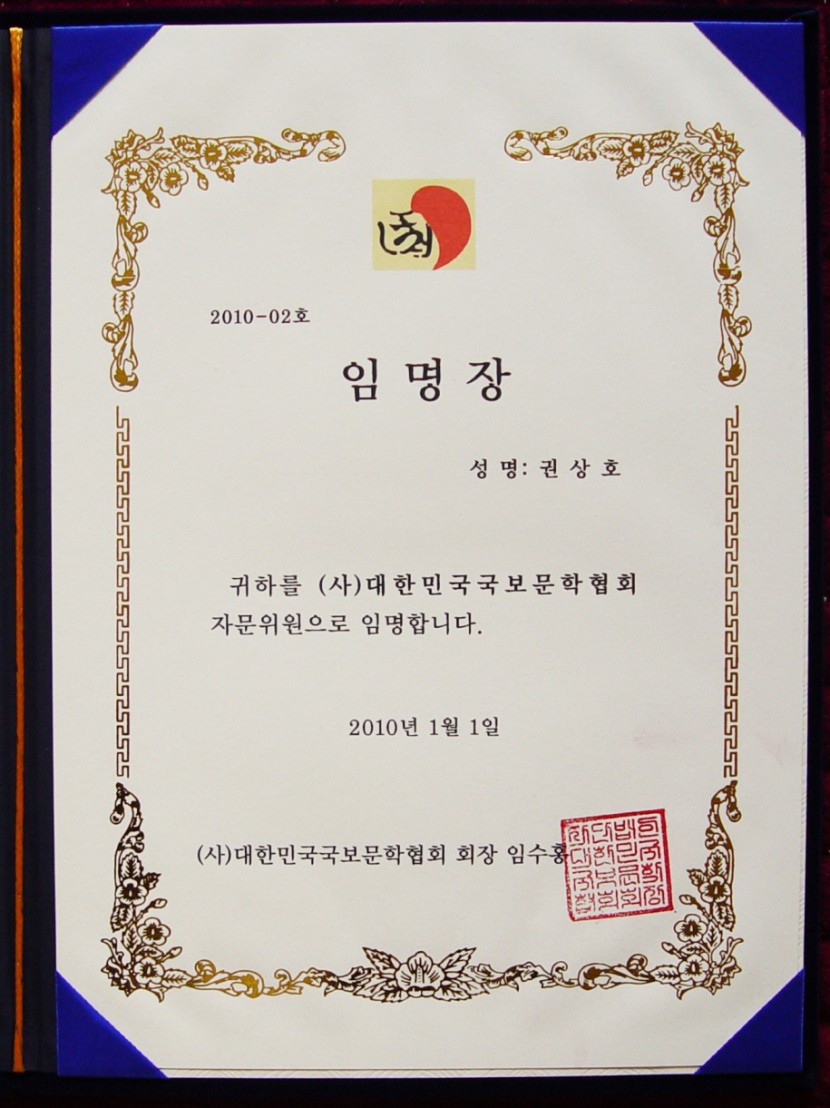 2010-02호
임 명 장
성 명: 권 상 호
귀하를 (사)대한민국국보문학협회
자문위원으로 임명합니다.
2010년 1월 1일
(사)대한민국국보문학협회 회장 임수홍